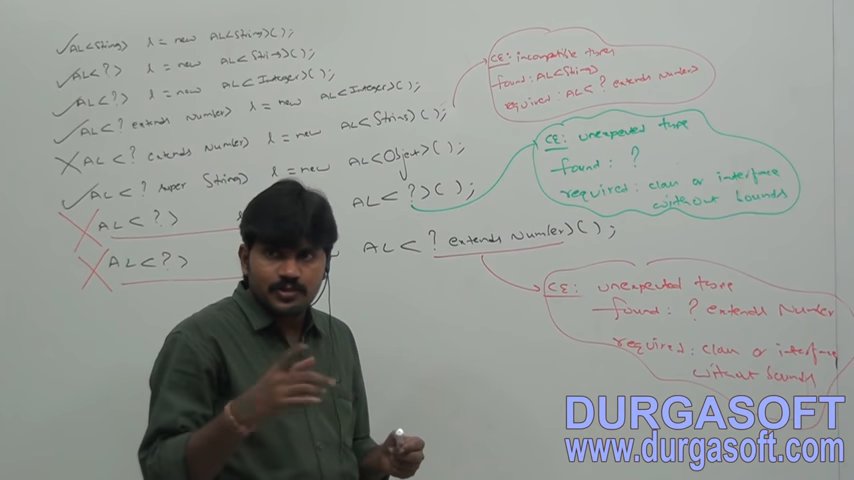 ✓ AL<String> l = new AL<String>();
✓ AL<?> l = new AL<String>();
✓ AL<?> l = new AL<Integer>();
✓ AL<? extends Number> l = new AL<Integer>();
X AL<? extends Number> l = new AL<String>();
✓ AL<? super String> l = new AL<Object>();
X AL<?> l AL<?>();
X AL<?> AL<? extends Number>();
CE: incompatible types
found: AL<String>
required: AL<? extends Number>
CE: unexpected type
found: ?
required: class or interface
without bounds
CE: unexpected type
found: ? extends Number
required: class or interface
without bounds
DURGASOFT
www.durgasoft.com